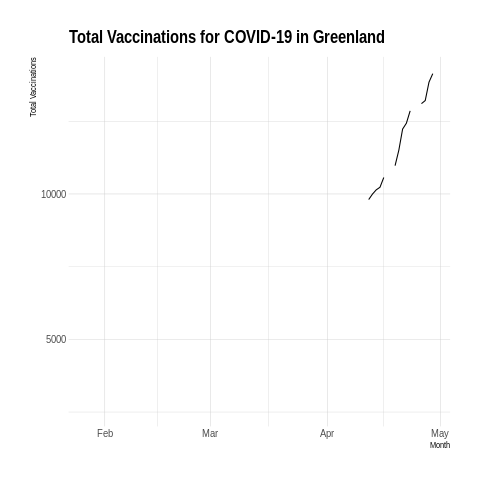 Total Vaccinations for COVID-19 in Greenland
Total Vaccinations
10000
5000
Feb Mar Apr May
Month